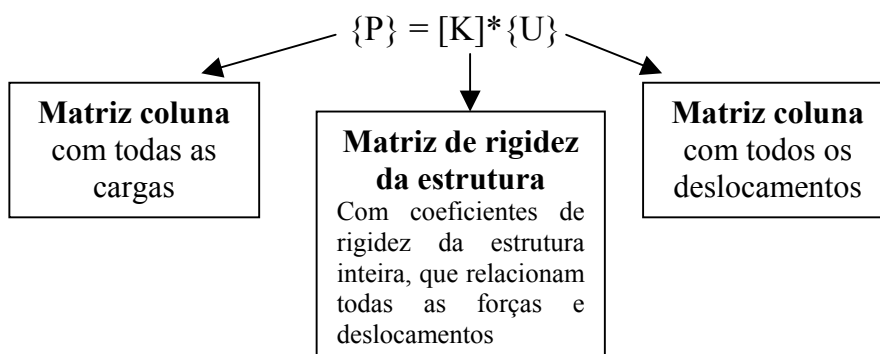 {P} = [K]*{U}
Matriz coluna
com todas as
cargas
Matriz de rigidez
da estrutura
Com coeficientes de
rigidez da estrutura
inteira, que relacionam
todas as forças e
deslocamentos
Matriz coluna
com todos os
deslocamentos